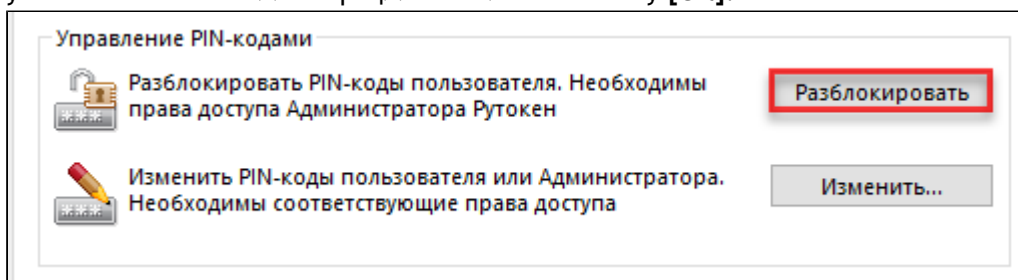 Управление PIN-кодами
Разблокировать PIN-коды пользователя. Необходимы
права доступа Администратора Рутокен
Разблокировать
Изменить PIN-коды пользователя или Администратора.
Необходимы соответствующие права доступа
Изменить...